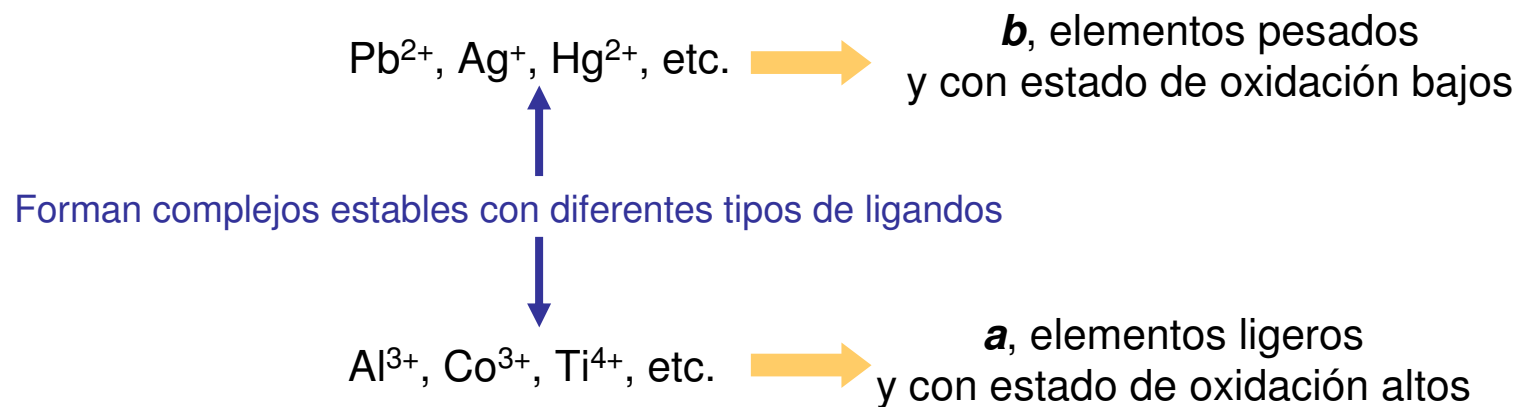 Pb²⁺, Ag⁺, Hg²⁺, etc.
b, elementos pesados
y con estado de oxidación bajos
Forman complejos estables con diferentes tipos de ligandos
Al³⁺, Co³⁺, Ti⁴⁺, etc.
a, elementos ligeros
y con estado de oxidación altos